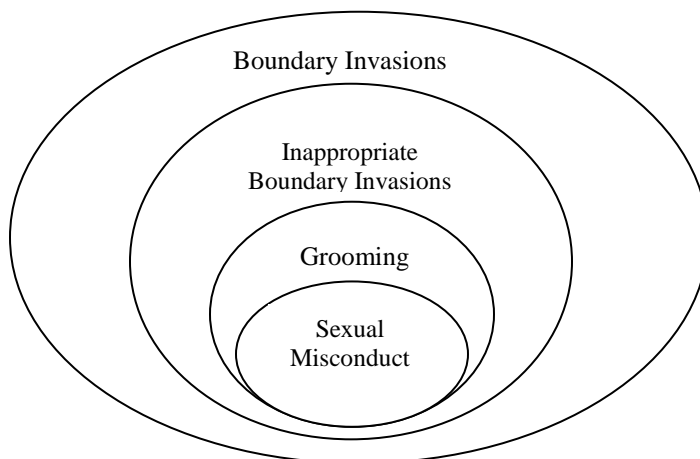 Boundary Invasions
Inappropriate
Boundary Invasions
Grooming
Sexual
Misconduct